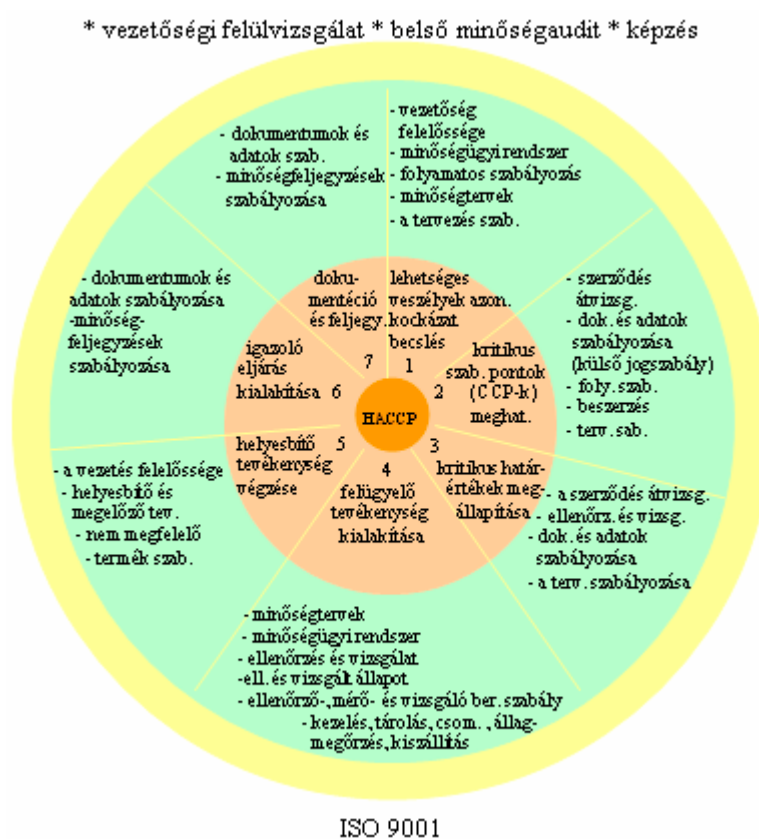 * vezetőségi felülvizsgálat * belső minőségaudit * képzés
- vezetőség
felelőssége
- minőségügyi rendszer
- folyamatos szabályozás
- minőségtervek
- a tervezés szab.
- szerződés
átvizsg.
- dok. és adatok
szabályozása
(külső jogszabály)
- foly. szab.
- beszerzés
- terv. sab.
- a szerződés átvizsg.
- ellenőrz. és vizsg.
- dok. és adatok
szabályozása
- a terv. szabályozása
- minőségtervek
- minőségügyi rendszer
- ellenőrzés és vizsgálat
-ell. és vizsgált állapot
- ellenőrző-, mérő- és vizsgáló ber. szabály
- kezelés, tárolás, csom. , állag-
megőrzés, kiszállítás
- a vezetés felelőssége
- helyesbítő és
megelőző tev.
- nem megfelelő
- termék szab.
- dokumentumok és
adatok szabályozása
-minőség-
feljegyzések
szabályozása
- dokumentumok és
adatok szab.
- minőségfeljegyzések
szabályozása
lehetséges
veszélyek azon.
kockázat
becslés
1
kritikus
szab. pontok
(CCP-k)
meghat.
2
3
kritikus határ-
értékek meg-
állapítása
4
felügyelő
tevékenység
kialakítása
5
helyesbítő
tevékenység
végzése
igazoló
eljárás
kialakítása 6
doku-
mentéció
és feljegy.
7
HACCP
ISO 9001